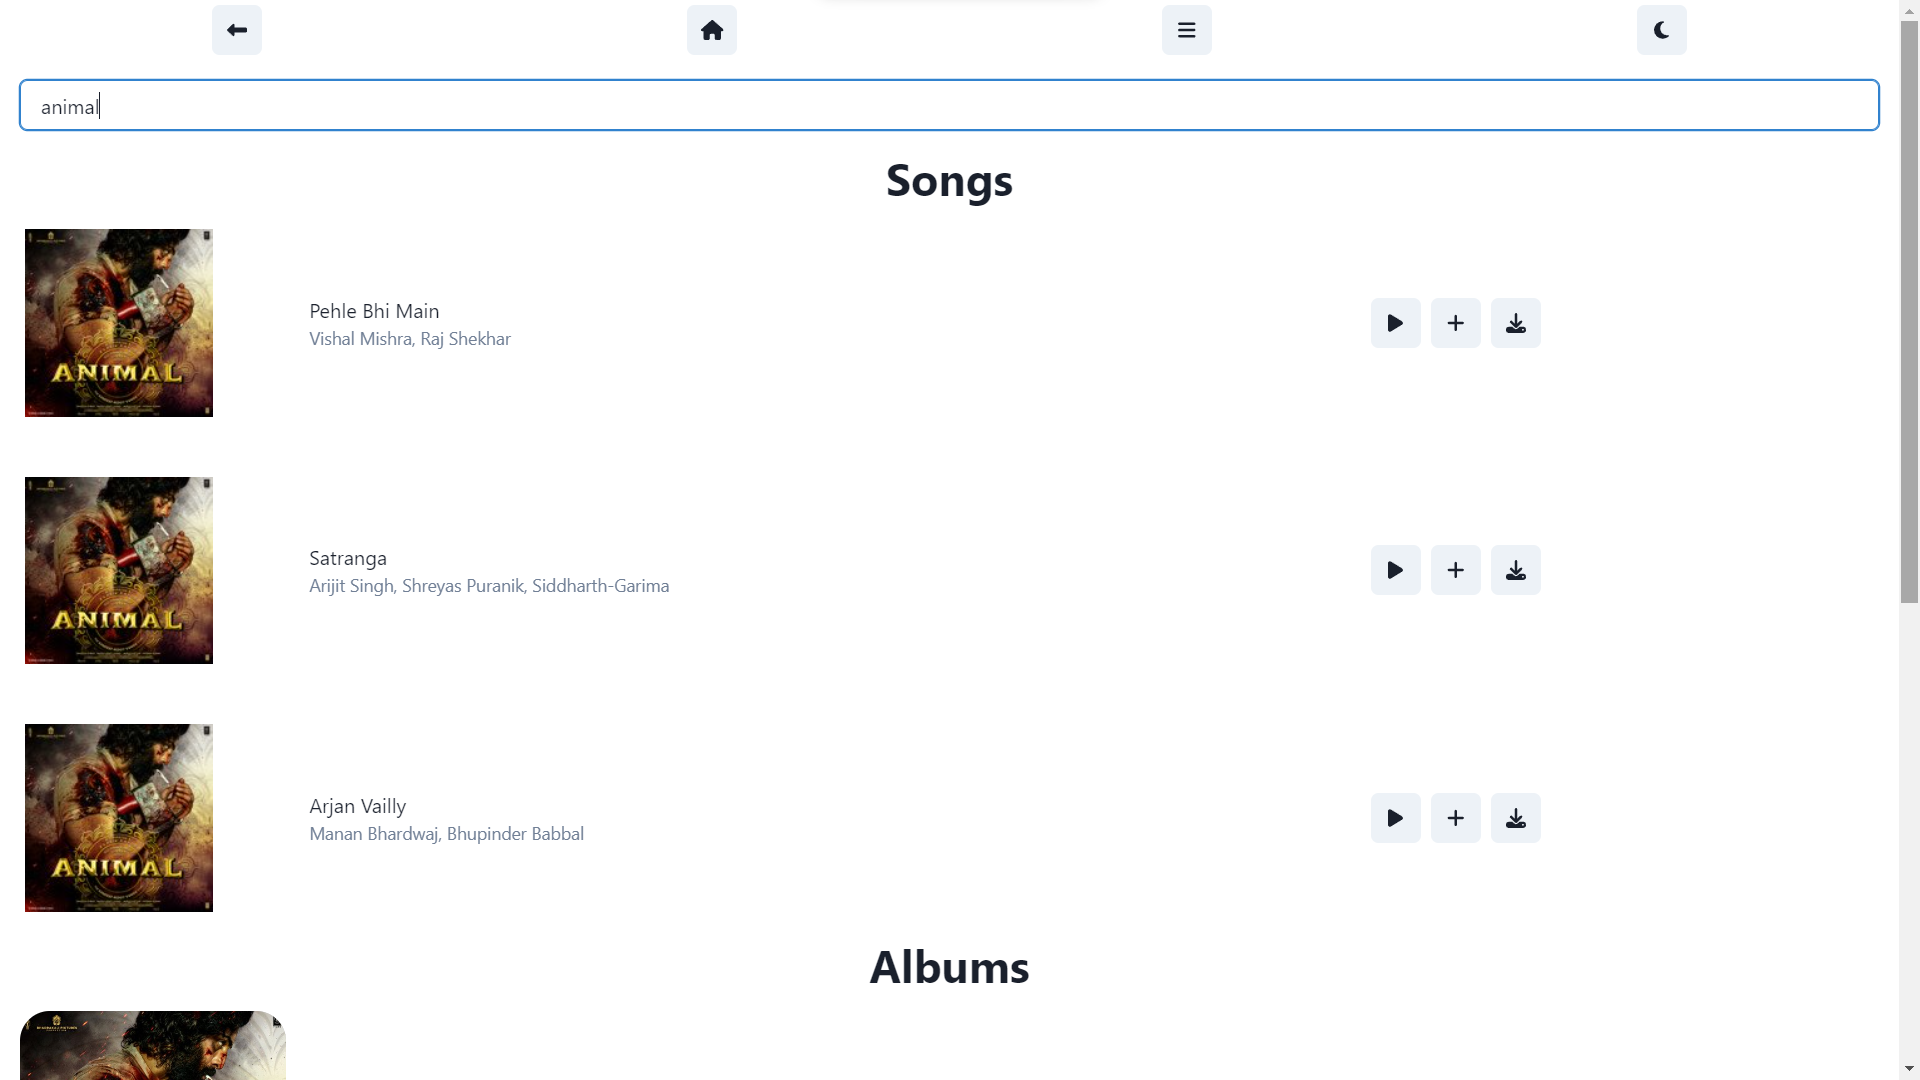 animal
Songs
ANIMAL
Pehle Bhi Main
Vishal Mishra, Raj Shekhar
ANIMAL
Satranga
Arijit Singh, Shreyas Puranik, Siddharth-Garima
ANIMAL
Arjan Vailly
Manan Bhardwaj, Bhupinder Babbal
Albums